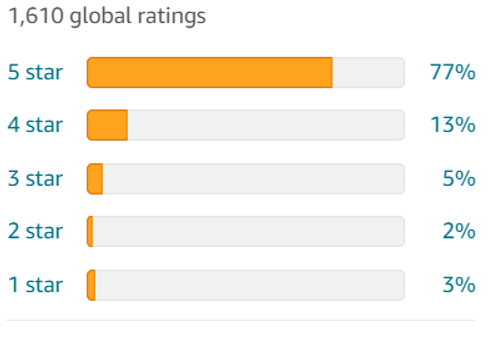 1,610 global ratings
5 star 77%
4 star 13%
3 star 5%
2 star 2%
1 star 3%